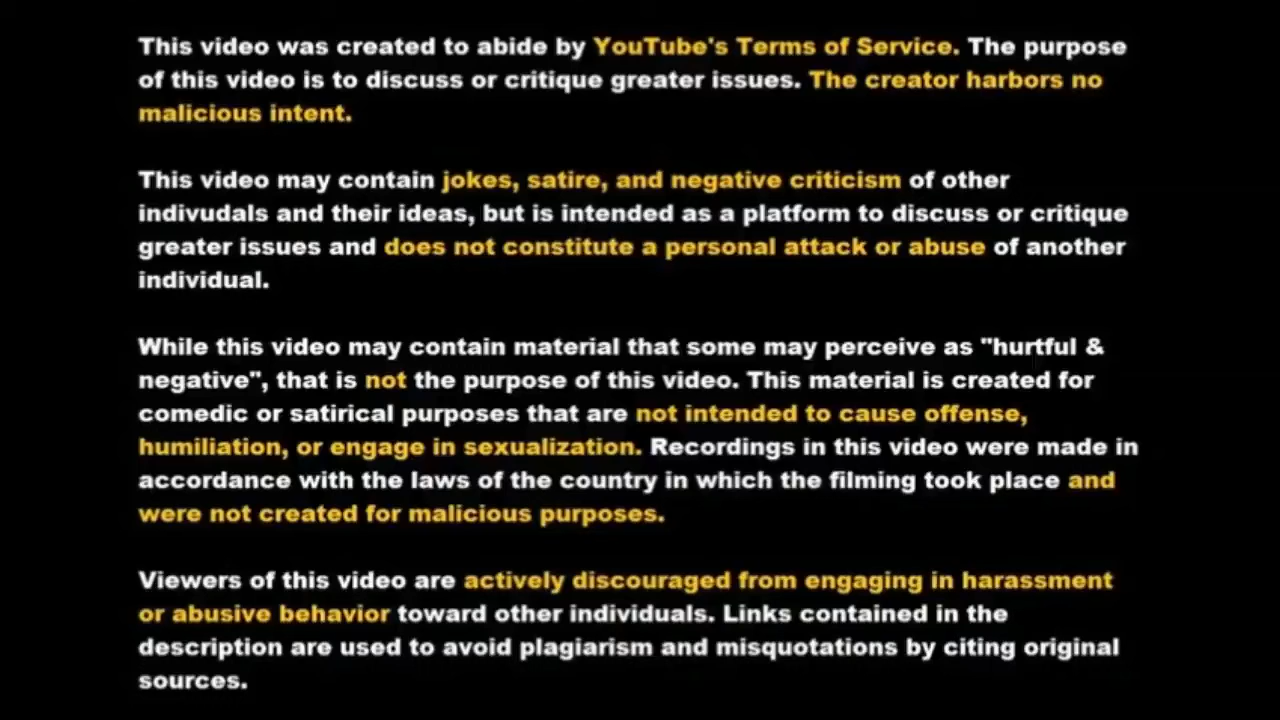 This video was created to abide by YouTube's Terms of Service. The purpose
of this video is to discuss or critique greater issues. The creator harbors no
malicious intent.
This video may contain jokes, satire, and negative criticism of other
indivudals and their ideas, but is intended as a platform to discuss or critique
greater issues and does not constitute a personal attack or abuse of another
individual.
While this video may contain material that some may perceive as "hurtful &
negative", that is not the purpose of this video. This material is created for
comedic or satirical purposes that are not intended to cause offense,
humiliation, or engage in sexualization. Recordings in this video were made in
accordance with the laws of the country in which the filming took place and
were not created for malicious purposes.
Viewers of this video are actively discouraged from engaging in harassment
or abusive behavior toward other individuals. Links contained in the
description are used to avoid plagiarism and misquotations by citing original
sources.